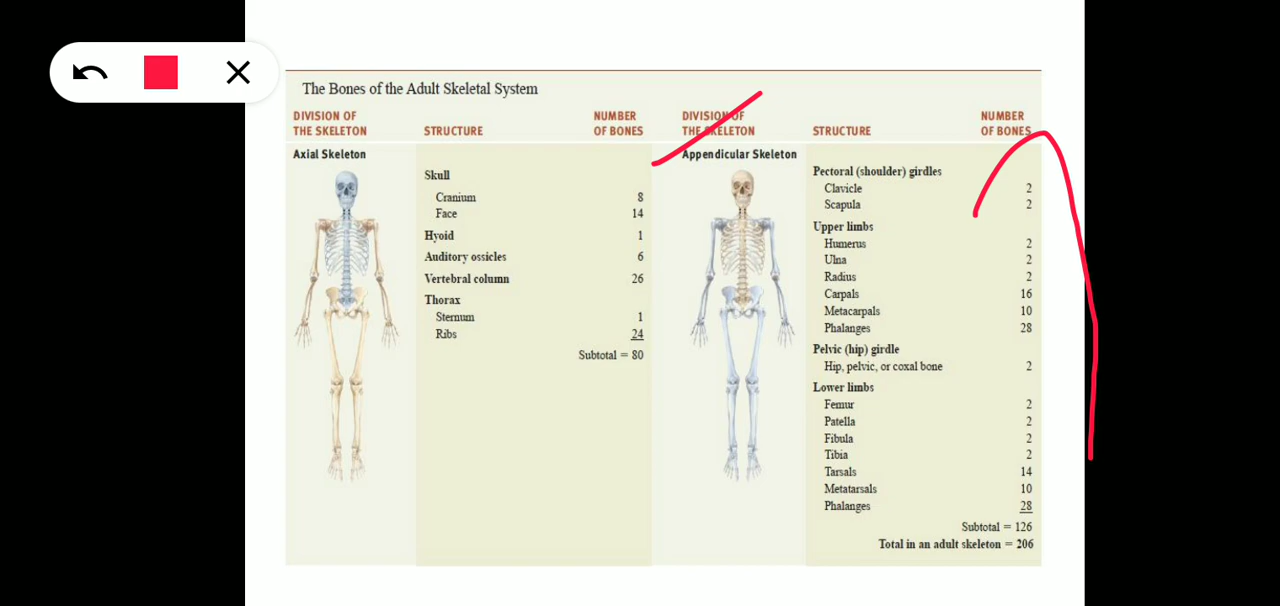 The Bones of the Adult Skeletal System
DIVISION OF THE SKELETON STRUCTURE NUMBER OF BONES
Axial Skeleton
Skull
Cranium 8
Face 14
Hyoid 1
Auditory ossicles 6
Vertebral column 26
Thorax
Sternum 1
Ribs 24
Subtotal = 80
DIVISION OF THE SKELETON STRUCTURE NUMBER OF BONES
Appendicular Skeleton
Pectoral (shoulder) girdles
Clavicle 2
Scapula 2
Upper limbs
Humerus 2
Ulna 2
Radius 2
Carpals 16
Metacarpals 10
Phalanges 28
Pelvic (hip) girdle
Hip, pelvic, or coxal bone 2
Lower limbs
Femur 2
Patella 2
Fibula 2
Tibia 2
Tarsals 14
Metatarsals 10
Phalanges 28
Subtotal = 126
Total in an adult skeleton = 206